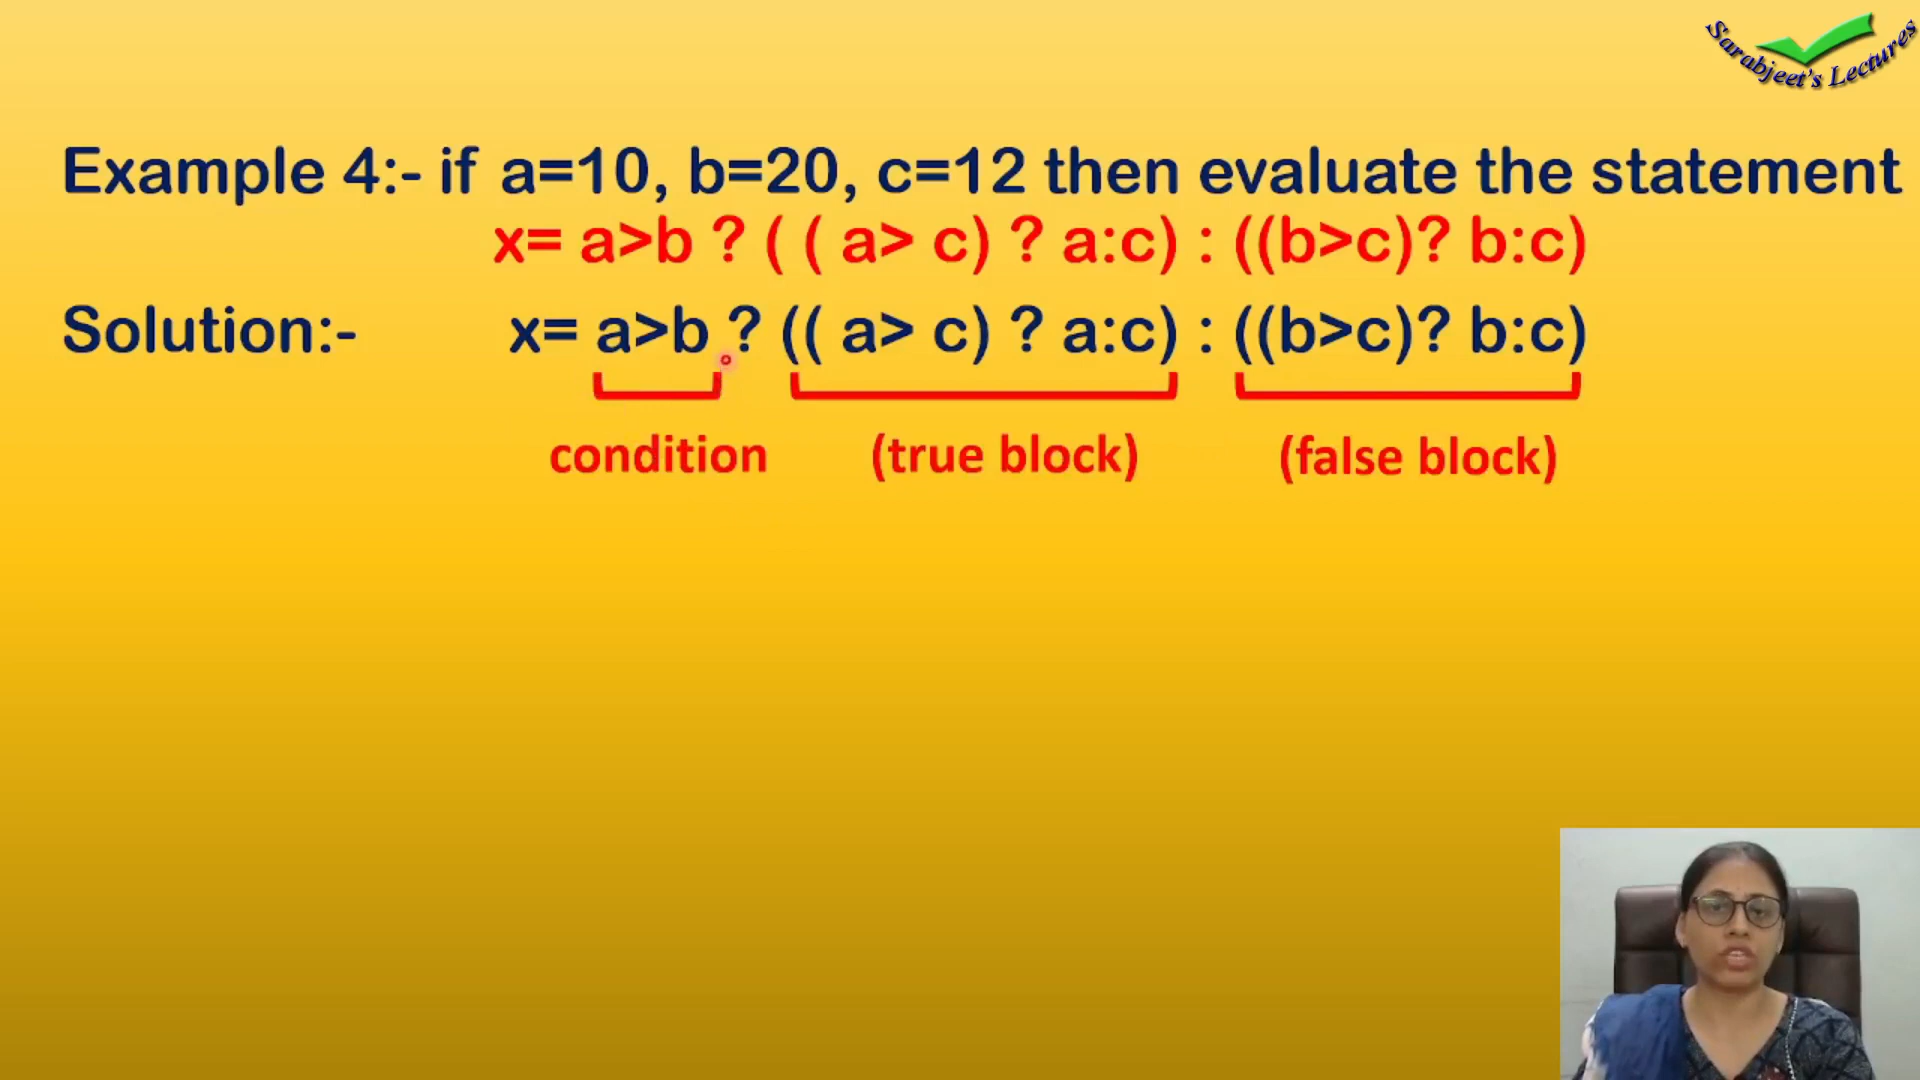 Sarabjeet's Lectures
Example 4:- if a=10, b=20, c=12 then evaluate the statement
x= a>b ? ( ( a> c) ? a:c) : ((b>c)? b:c)
Solution:- x= a>b ? (( a> c) ? a:c) : ((b>c)? b:c)
condition (true block) (false block)